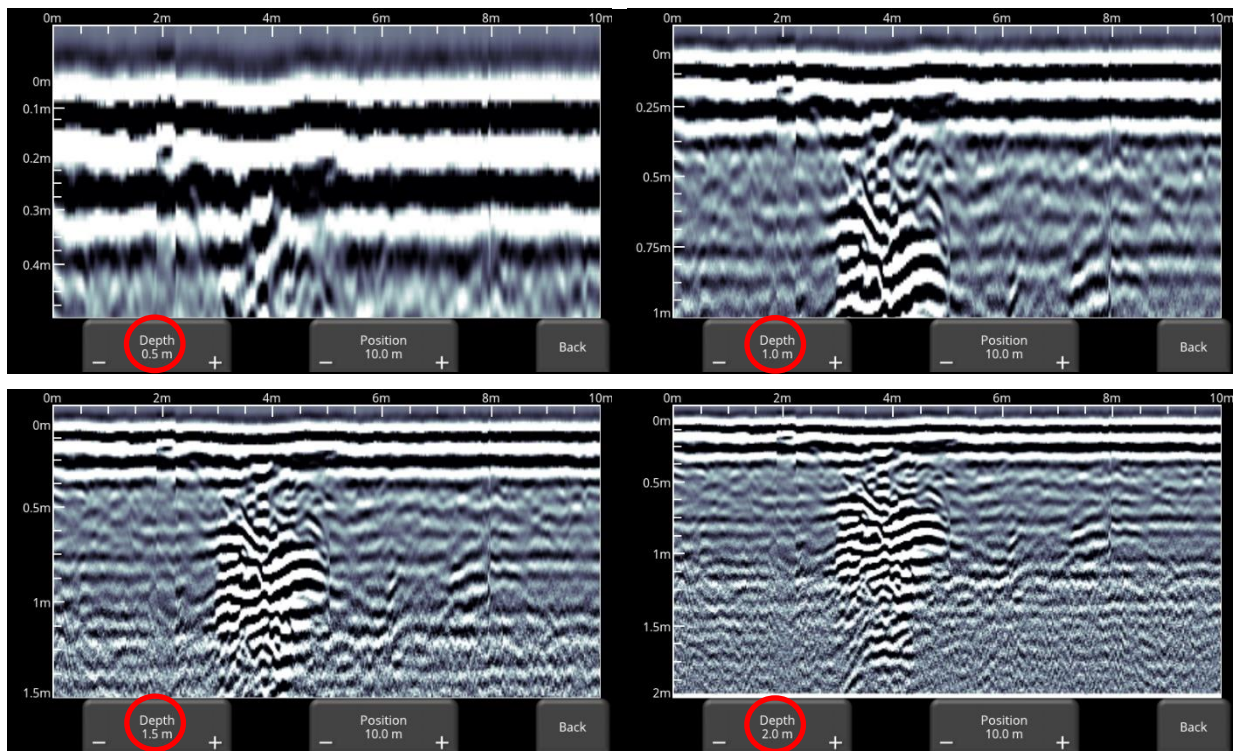 0m 2m 4m 6m 8m 10m
0m
0.1m
0.2m
0.3m
0.4m
Depth
0.5 m
− +
Position
10.0 m
− +
Back
0m 2m 4m 6m 8m 10m
0m
0.25m
0.5m
0.75m
1m
Depth
1.0 m
− +
Position
10.0 m
− +
Back
0m 2m 4m 6m 8m 10m
0m
0.5m
1m
1.5m
Depth
1.5 m
− +
Position
10.0 m
− +
Back
0m 2m 4m 6m 8m 10m
0m
0.5m
1m
1.5m
2m
Depth
2.0 m
− +
Position
10.0 m
− +
Back